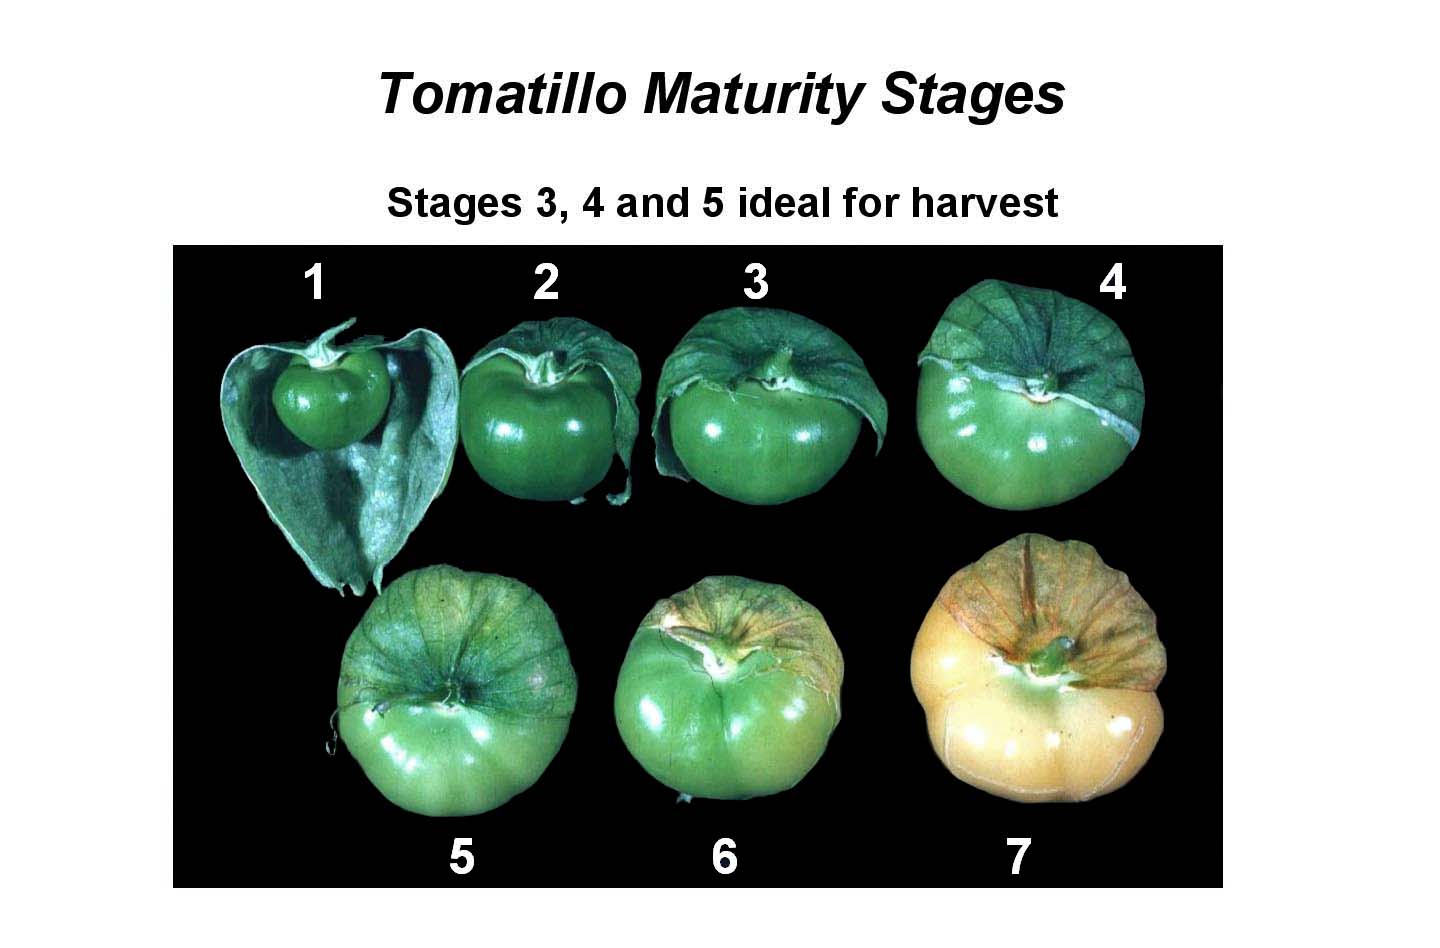 Tomatillo Maturity Stages
Stages 3, 4 and 5 ideal for harvest
1 2 3 4
5 6 7